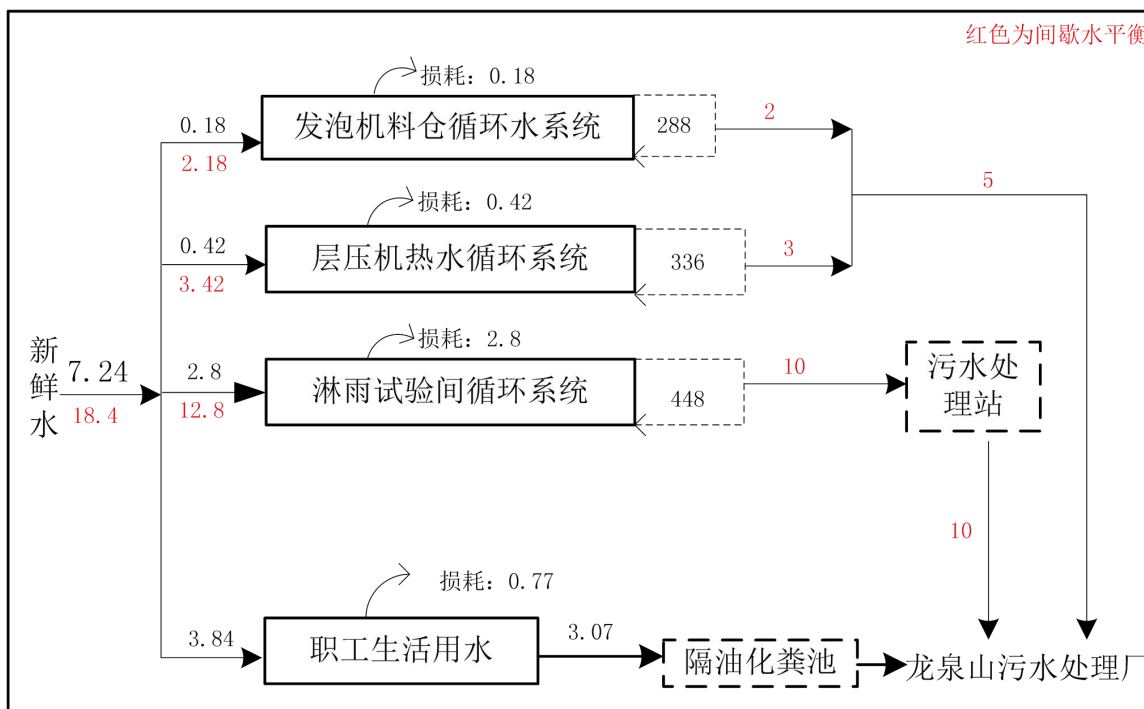 红色为间歇水平衡
损耗：0.18
0.18
发泡机料仓循环水系统
288
2
2.18
5
损耗：0.42
0.42
层压机热水循环系统
336
3
3.42
损耗：2.8
新鲜水
7.24
18.4
2.8
淋雨试验间循环系统
448
10
12.8
污水处
理站
10
损耗：0.77
3.84
职工生活用水
3.07
隔油化粪池
龙泉山污水处理厂